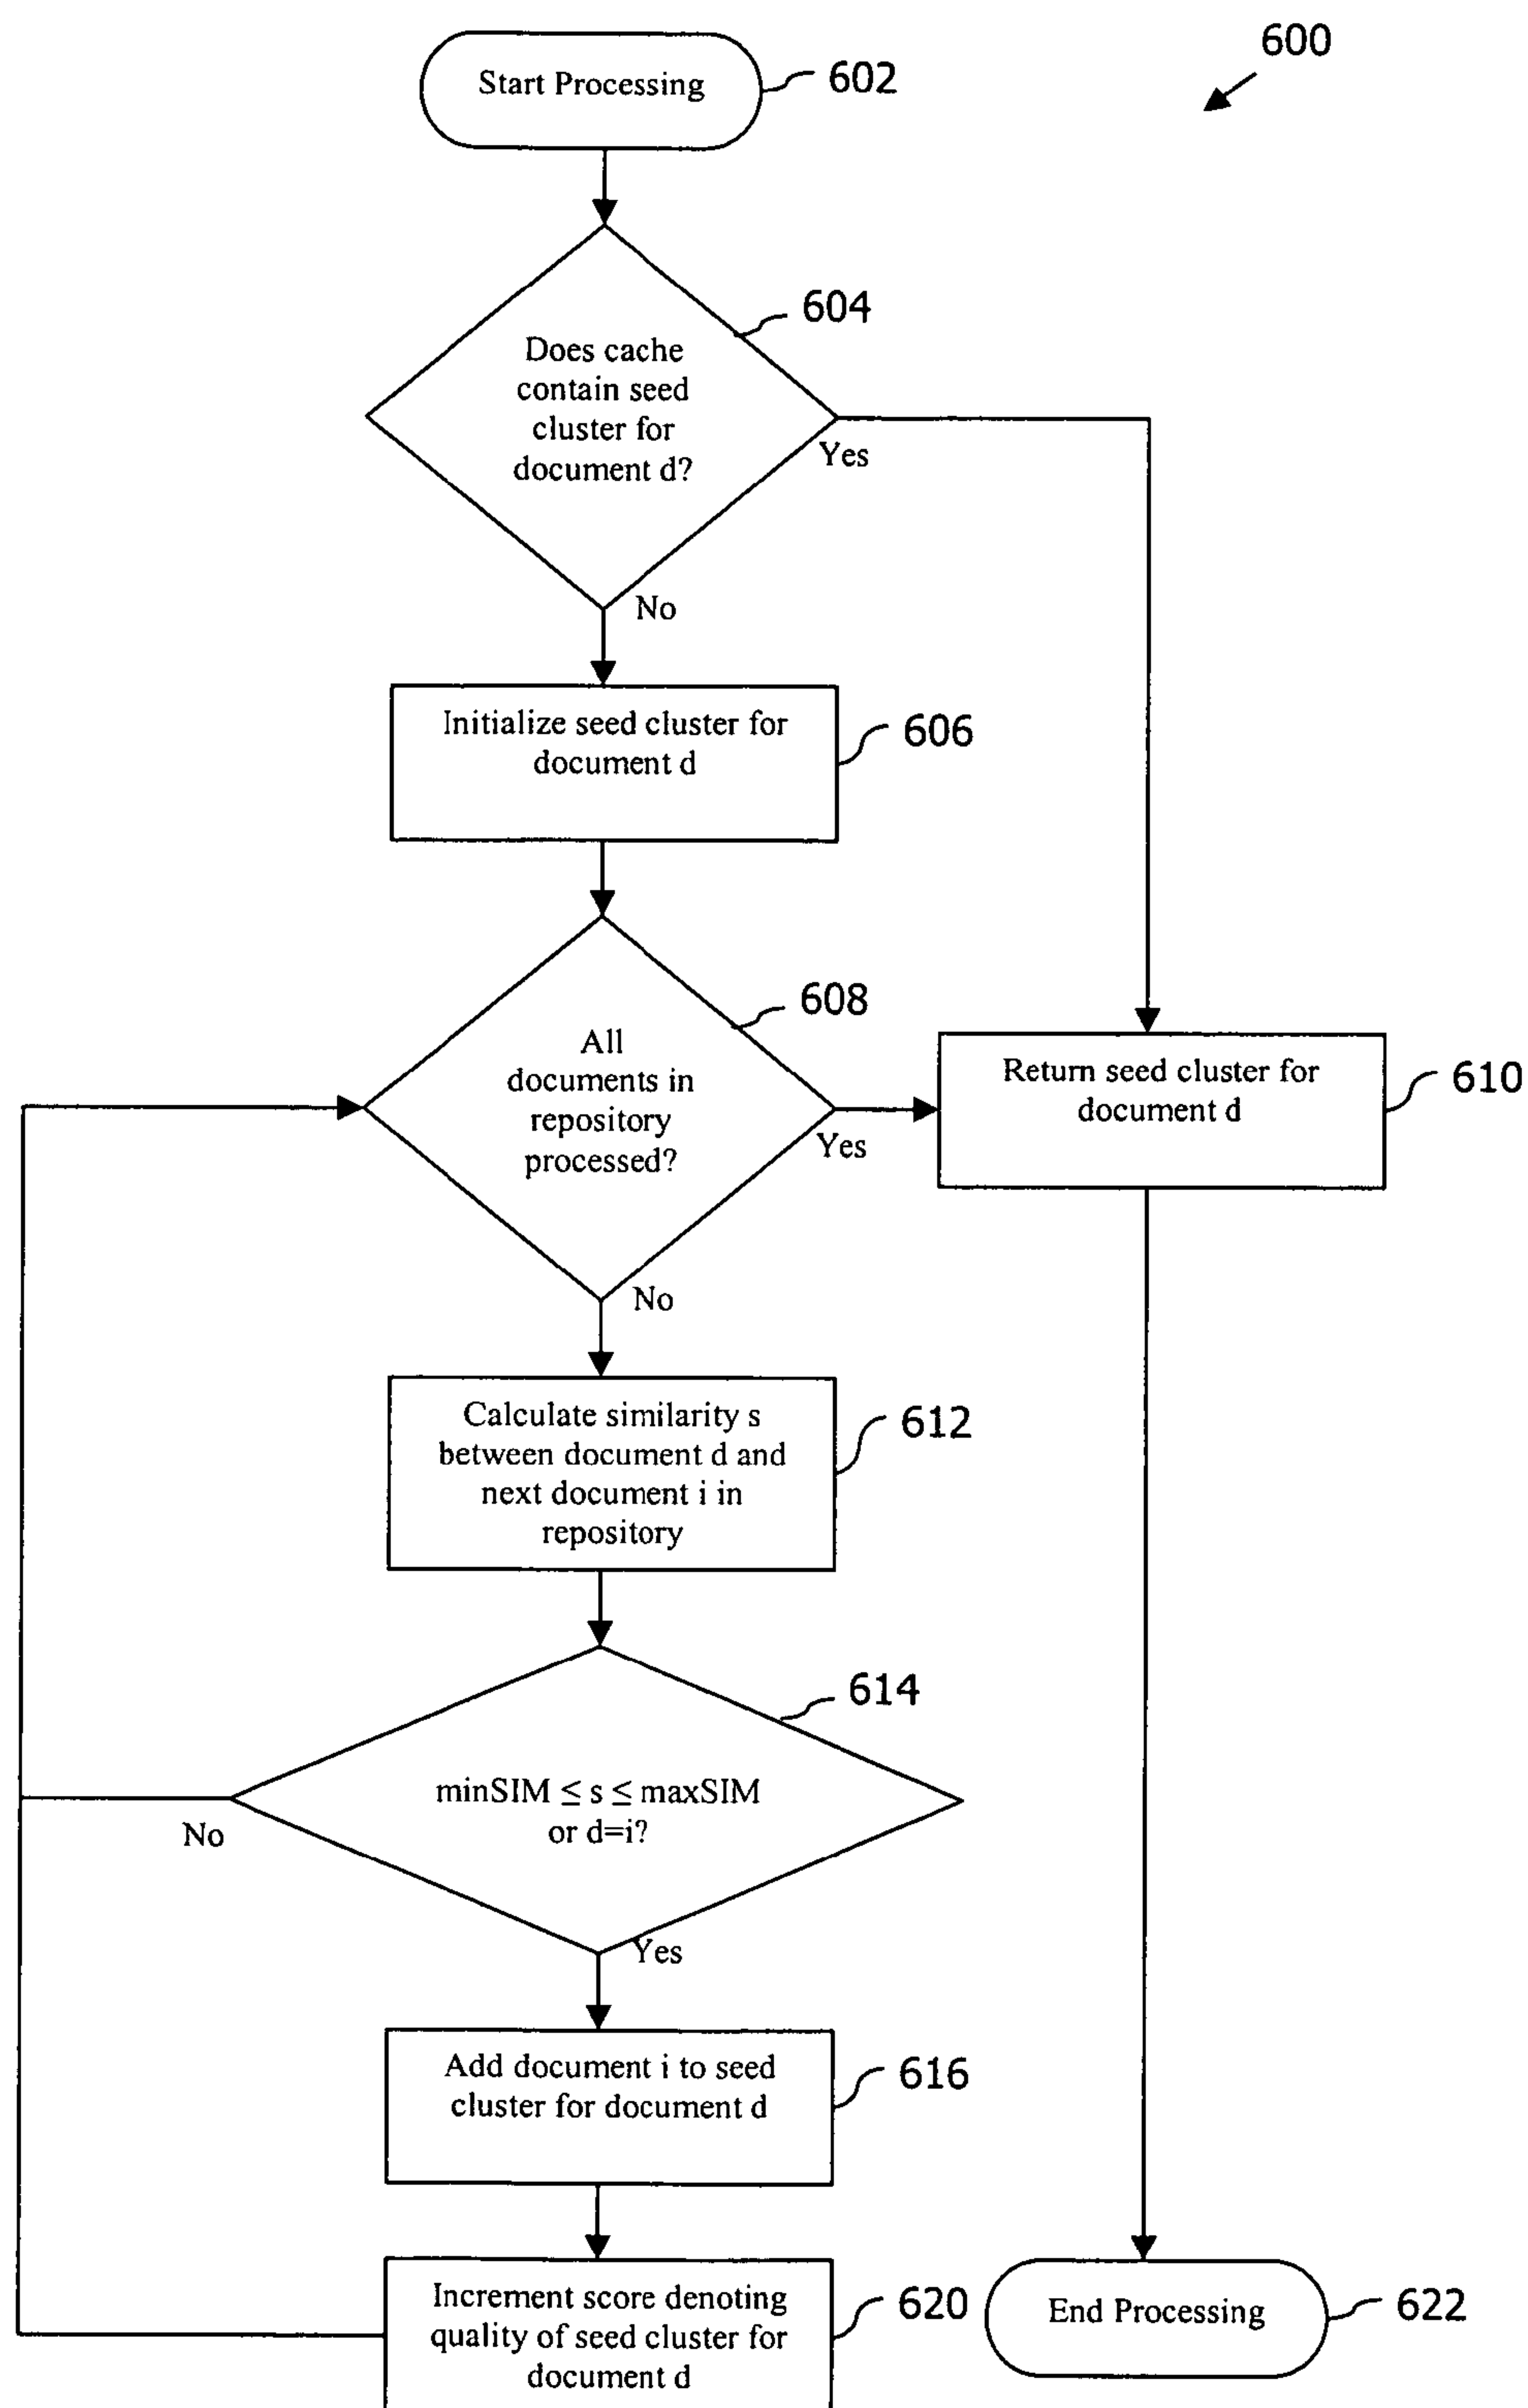 600
Start Processing
602
604
Does cache
contain seed
cluster for
document d?
Yes
No
Initialize seed cluster for
document d
606
608
All
documents in
repository
processed?
Yes
Return seed cluster for
document d
610
No
Calculate similarity s
between document d and
next document i in
repository
612
614
minSIM ≤ s ≤ maxSIM
or d=i?
No
Yes
Add document i to seed
cluster for document d
616
Increment score denoting
quality of seed cluster for
document d
620
End Processing
622